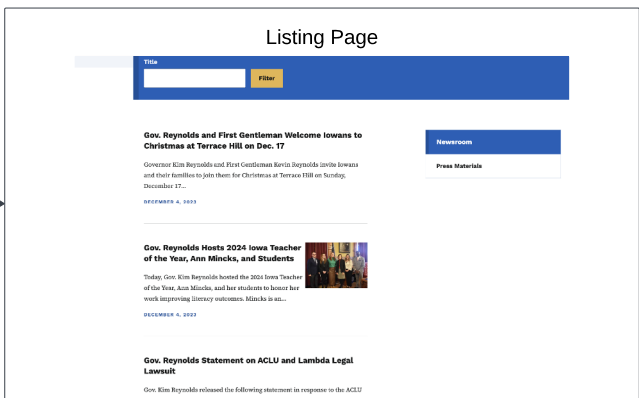 Listing Page
Title
Filter
Gov. Reynolds and First Gentleman Welcome Iowans to
Christmas at Terrace Hill on Dec. 17
Governor Kim Reynolds and First Gentleman Kevin Reynolds invite Iowans
and their families to join them for Christmas at Terrace Hill on Sunday,
December 17...
DECEMBER 4, 2023
Newsroom
Press Materials
Gov. Reynolds Hosts 2024 Iowa Teacher
of the Year, Ann Mincks, and Students
Today, Gov. Kim Reynolds hosted the 2024 Iowa Teacher
of the Year, Ann Mincks, and her students to honor her
work improving literacy outcomes. Mincks is an...
DECEMBER 4, 2023
Gov. Reynolds Statement on ACLU and Lambda Legal
Lawsuit
Gov. Kim Reynolds released the following statement in response to the ACLU